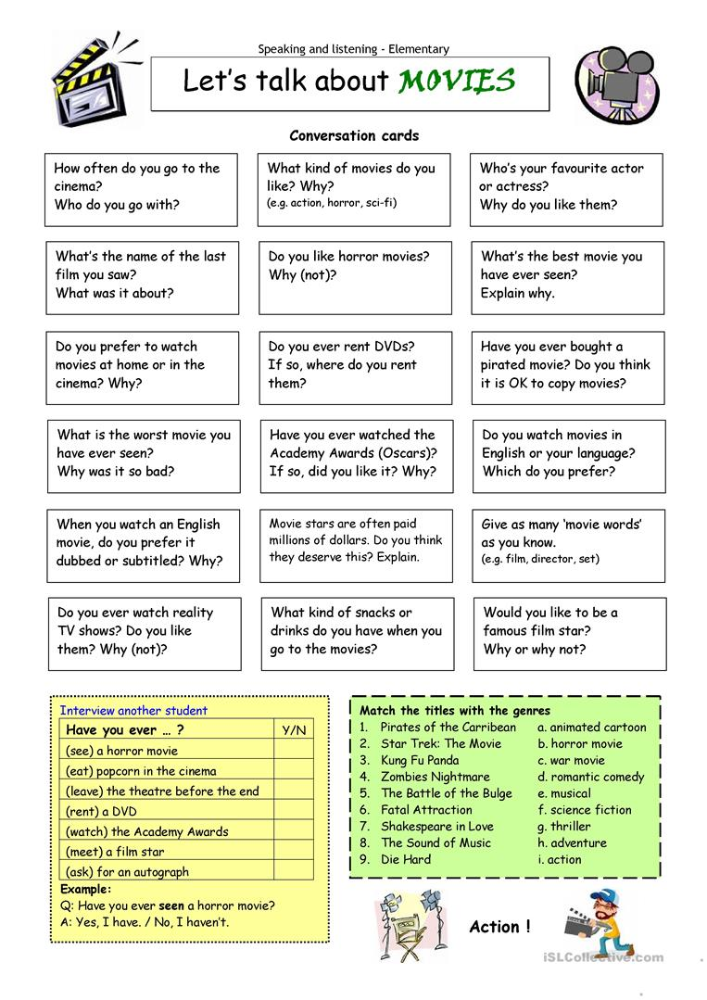 Speaking and listening - Elementary
Let's talk about MOVIES
Conversation cards
How often do you go to the
cinema?
Who do you go with?
What kind of movies do you
like? Why?
(e.g. action, horror, sci-fi)
Who's your favourite actor
or actress?
Why do you like them?
What's the name of the last
film you saw?
What was it about?
Do you like horror movies?
Why (not)?
What's the best movie you
have ever seen?
Explain why.
Do you prefer to watch
movies at home or in the
cinema? Why?
Do you ever rent DVDs?
If so, where do you rent
them?
Have you ever bought a
pirated movie? Do you think
it is OK to copy movies?
What is the worst movie you
have ever seen?
Why was it so bad?
Have you ever watched the
Academy Awards (Oscars)?
If so, did you like it? Why?
Do you watch movies in
English or your language?
Which do you prefer?
When you watch an English
movie, do you prefer it
dubbed or subtitled? Why?
Movie stars are often paid
millions of dollars. Do you think
they deserve this? Explain.
Give as many 'movie words'
as you know.
(e.g. film, director, set)
Do you ever watch reality
TV shows? Do you like
them? Why (not)?
What kind of snacks or
drinks do you have when you
go to the movies?
Would you like to be a
famous film star?
Why or why not?
Interview another student
Have you ever … ? Y/N
(see) a horror movie
(eat) popcorn in the cinema
(leave) the theatre before the end
(rent) a DVD
(watch) the Academy Awards
(meet) a film star
(ask) for an autograph
Example:
Q: Have you ever seen a horror movie?
A: Yes, I have. / No, I haven't.
Match the titles with the genres
1. Pirates of the Carribean a. animated cartoon
2. Star Trek: The Movie b. horror movie
3. Kung Fu Panda c. war movie
4. Zombies Nightmare d. romantic comedy
5. The Battle of the Bulge e. musical
6. Fatal Attraction f. science fiction
7. Shakespeare in Love g. thriller
8. The Sound of Music h. adventure
9. Die Hard i. action
Action !
iSLCollective.com